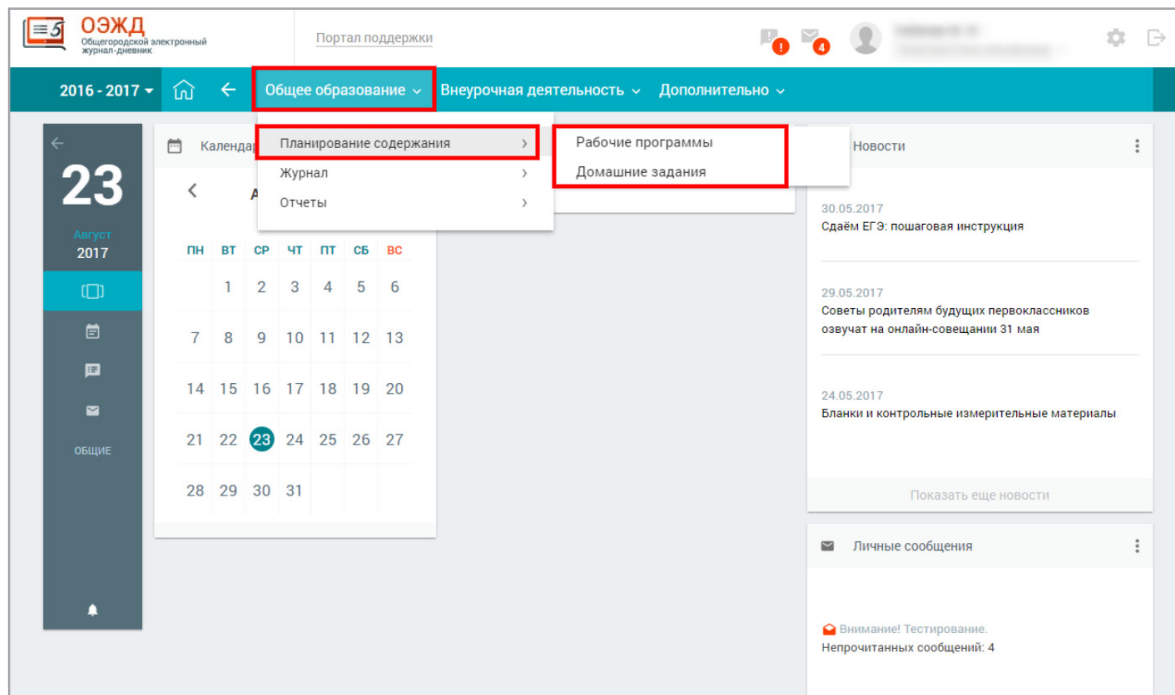 ОЭЖД
Общегородской электронный
журнал-дневник
Портал поддержки
!
4
2016 - 2017
Общее образование
Внеурочная деятельность
Дополнительно
23
Август
2017
ОБЩИЕ
Календа
Планирование содержания
Журнал
Отчеты
Рабочие программы
Домашние задания
А
ПН ВТ СР ЧТ ПТ СБ ВС
1 2 3 4 5 6
7 8 9 10 11 12 13
14 15 16 17 18 19 20
21 22 23 24 25 26 27
28 29 30 31
Новости
30.05.2017
Сдаём ЕГЭ: пошаговая инструкция
29.05.2017
Советы родителям будущих первоклассников
озвучат на онлайн-совещании 31 мая
24.05.2017
Бланки и контрольные измерительные материалы
Показать еще новости
Личные сообщения
Внимание! Тестирование.
Непрочитанных сообщений: 4